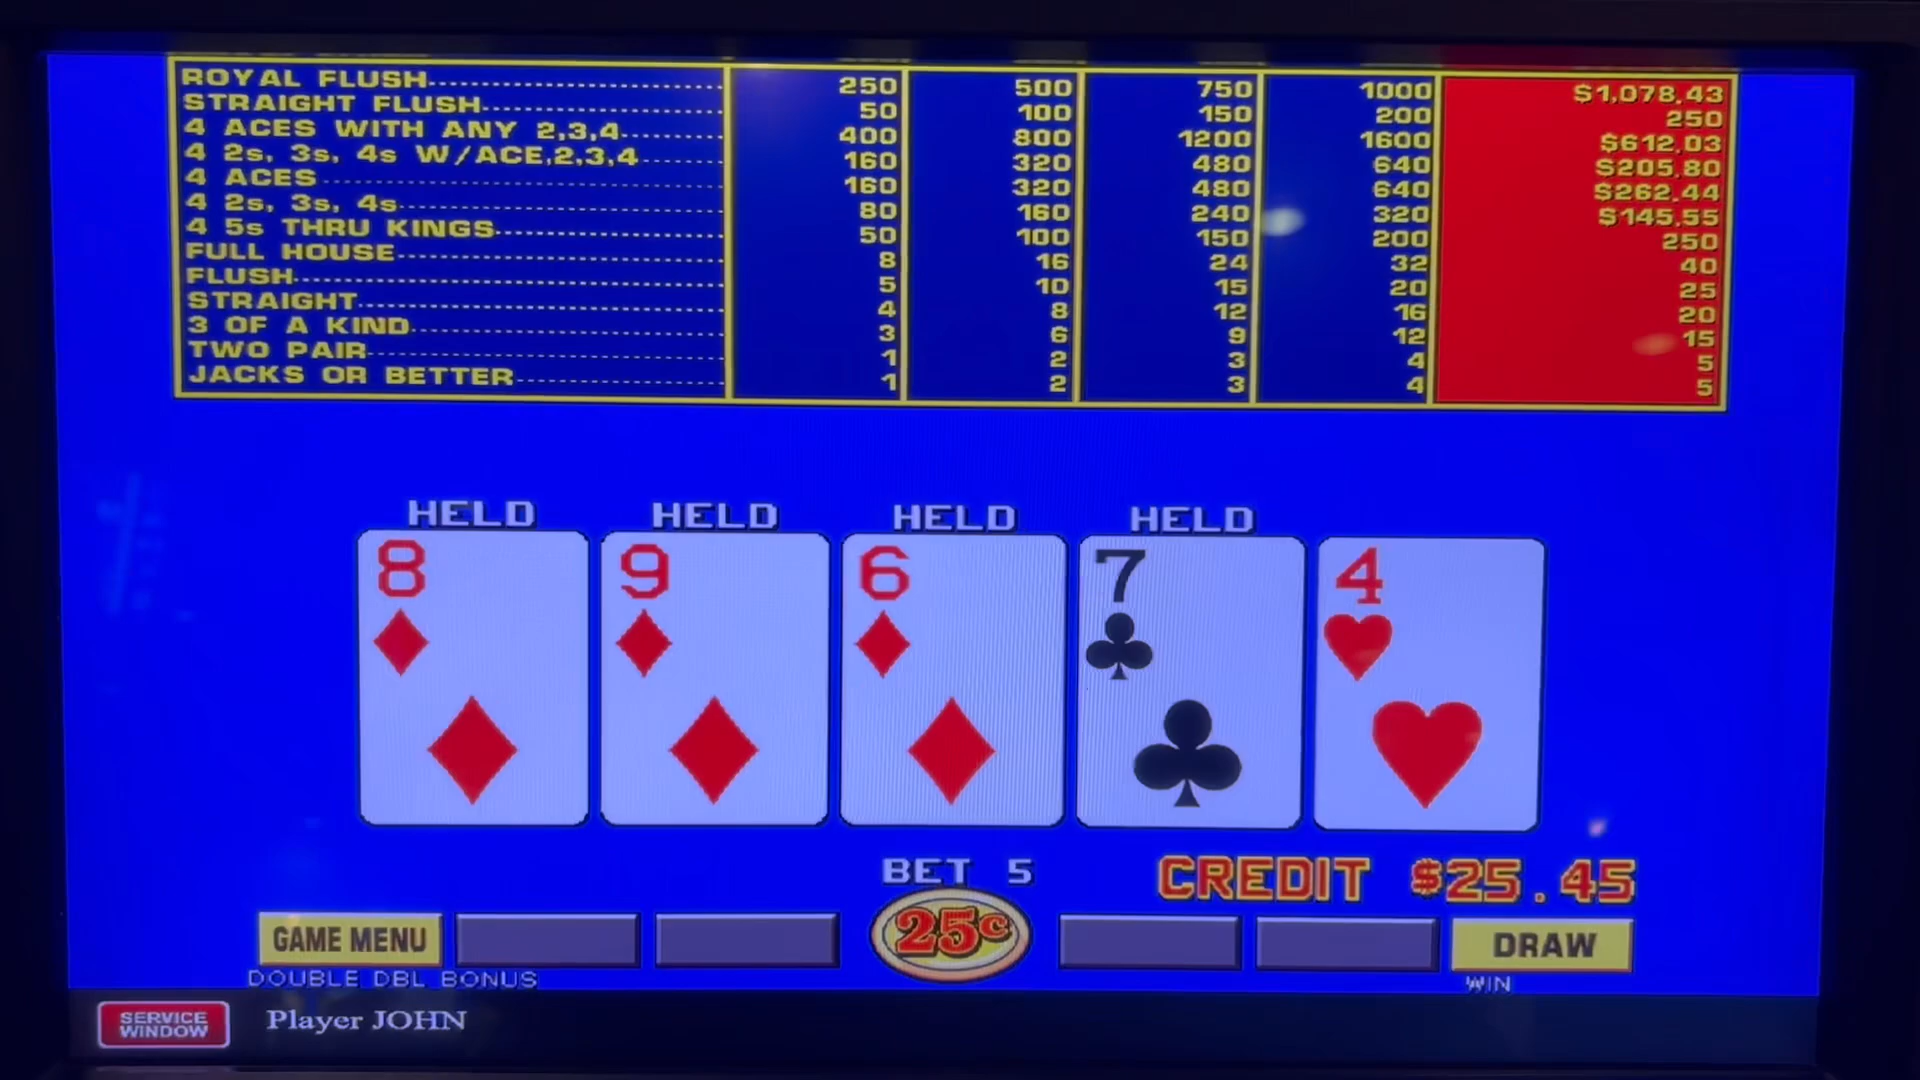 ROYAL FLUSH 250 500 750 1000 $1,078.43
STRAIGHT FLUSH 50 100 150 200 250
4 ACES WITH ANY 2,3,4 400 800 1200 1600 $612.03
4 2s, 3s, 4s W/ACE,2,3,4 160 320 480 640 $205.80
4 ACES 160 320 480 640 $262.44
4 2s, 3s, 4s 80 160 240 320 $145.55
4 5s THRU KINGS 50 100 150 200 250
FULL HOUSE 8 16 24 32 40
FLUSH 5 10 15 20 25
STRAIGHT 4 8 12 16 20
3 OF A KIND 3 6 9 12 15
TWO PAIR 1 2 3 4 5
JACKS OR BETTER 1 2 3 4 5
HELD HELD HELD HELD
8 9 6 7 4
BET 5 CREDIT $25.45
GAME MENU 25¢ DRAW
DOUBLE DBL BONUS WIN
SERVICE WINDOW Player JOHN